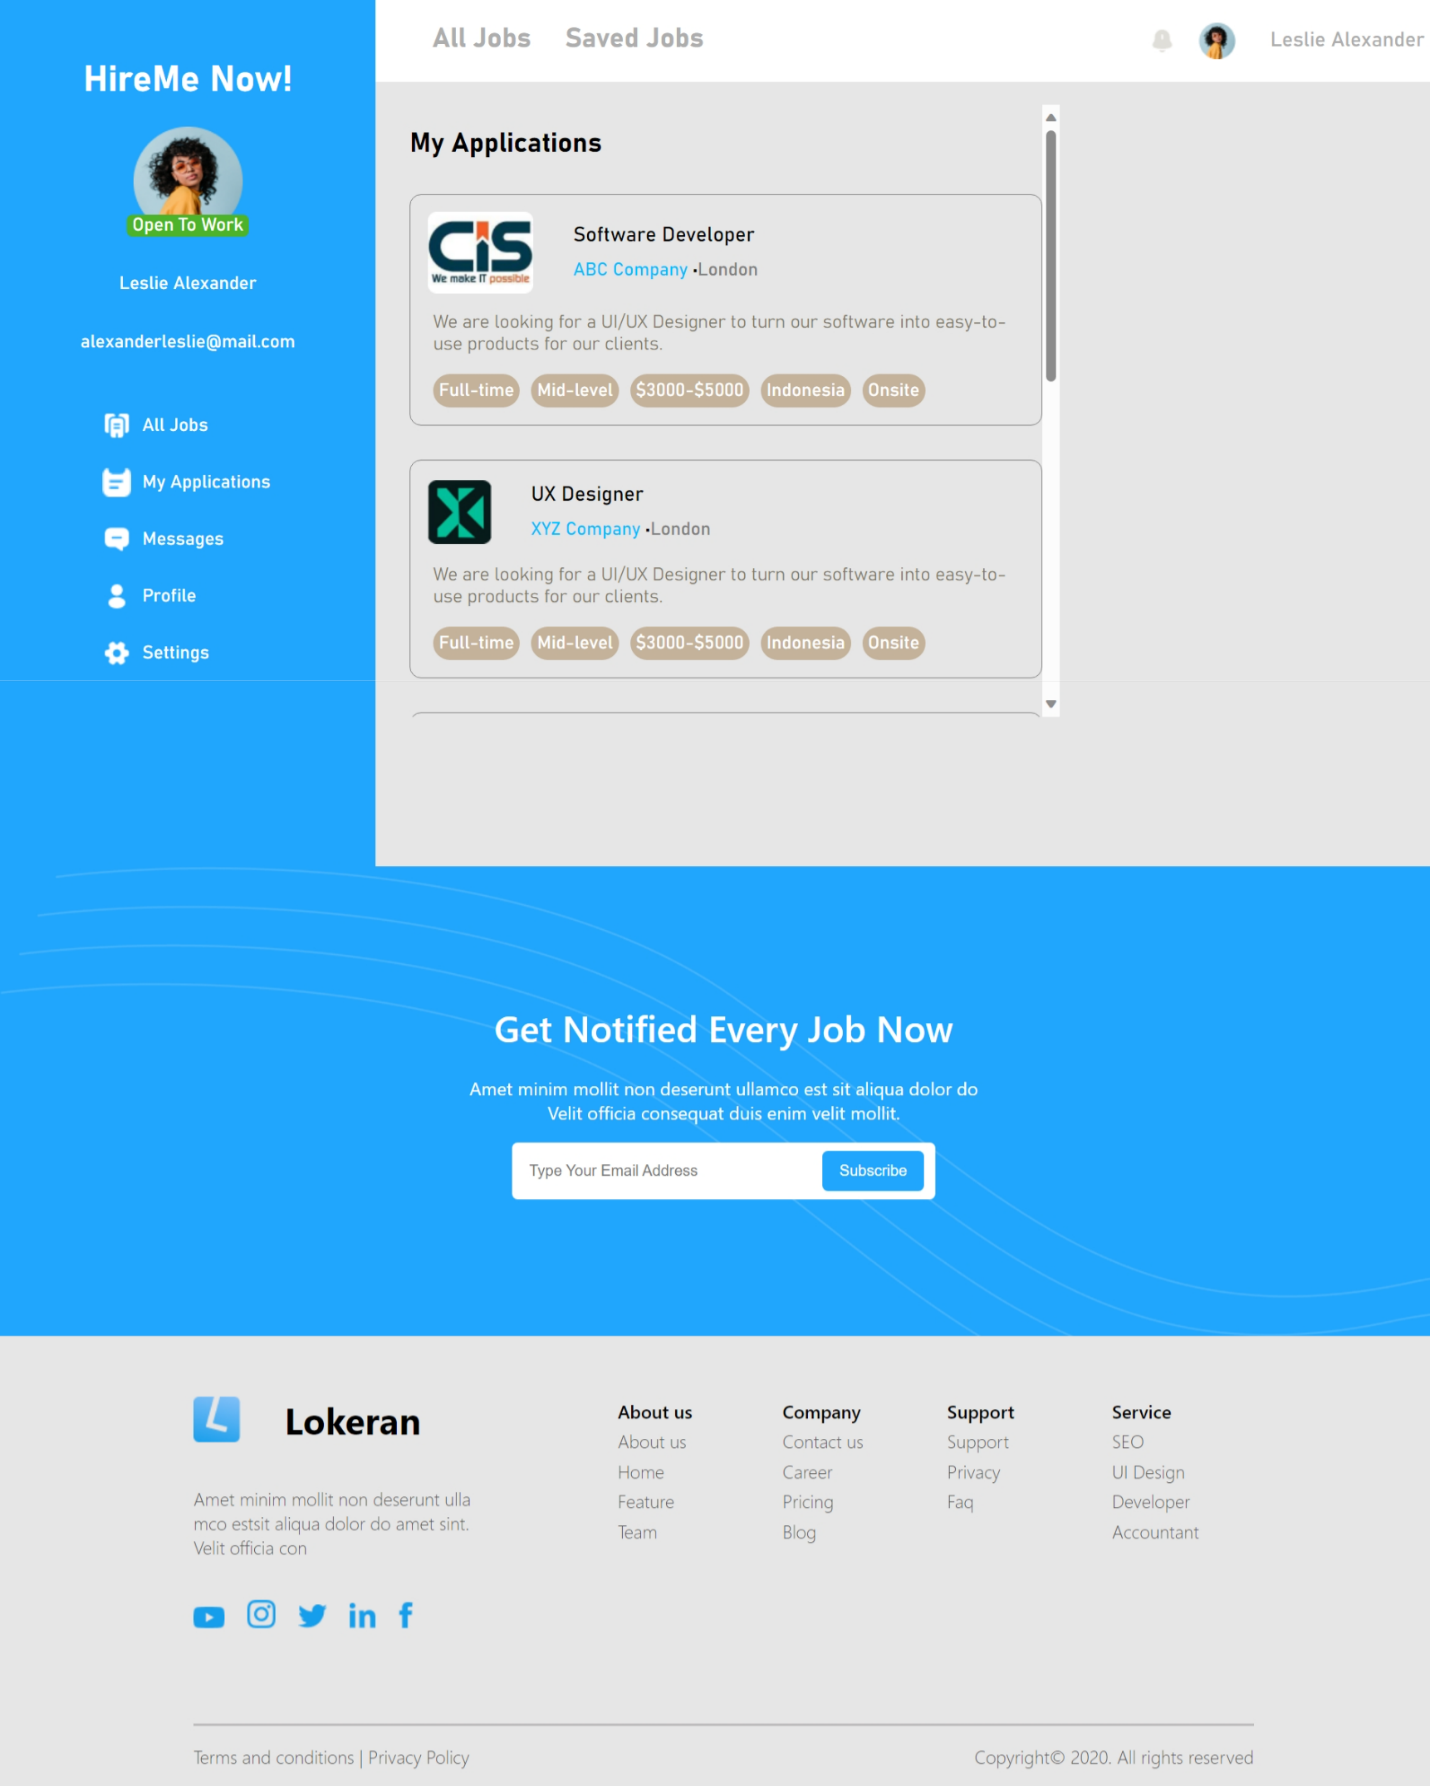 HireMe Now!
Open To Work
Leslie Alexander
alexanderleslie@mail.com
All Jobs
My Applications
Messages
Profile
Settings
All Jobs Saved Jobs
Leslie Alexander
My Applications
CIS
We make IT possible
Software Developer
ABC Company •London
We are looking for a UI/UX Designer to turn our software into easy-to-
use products for our clients.
Full-time Mid-level $3000-$5000 Indonesia Onsite
UX Designer
XYZ Company •London
We are looking for a UI/UX Designer to turn our software into easy-to-
use products for our clients.
Full-time Mid-level $3000-$5000 Indonesia Onsite
Get Notified Every Job Now
Amet minim mollit non deserunt ullamco est sit aliqua dolor do
Velit officia consequat duis enim velit mollit.
Type Your Email Address
Subscribe
Lokeran
Amet minim mollit non deserunt ulla
mco estsit aliqua dolor do amet sint.
Velit officia con
About us
About us
Home
Feature
Team
Company
Contact us
Career
Pricing
Blog
Support
Support
Privacy
Faq
Service
SEO
UI Design
Developer
Accountant
Terms and conditions | Privacy Policy
Copyright© 2020. All rights reserved